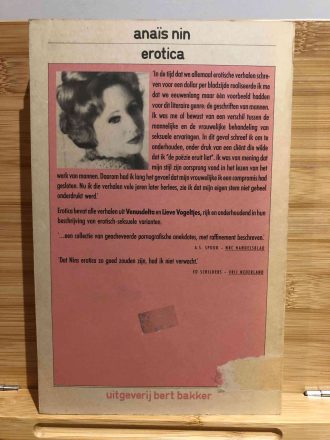 anaïs nin
erotica
'In de tijd dat we allemaal erotische verhalen schre-
ven voor een dollar per bladzijde realiseerde ik me
dat we eeuwenlang maar één voorbeeld hadden
voor dit literaire genre: de geschriften van mannen.
Ik was me al bewust van een verschil tussen de
mannelijke en de vrouwelijke behandeling van
seksuele ervaringen. In dit geval schreef ik om te
onderhouden, onder druk van een cliënt die wilde
dat ik "de poëzie eruit liet". Ik was van mening dat
mijn stijl zijn oorsprong vond in het lezen van het
werk van mannen. Daarom had ik lang het gevoel dat mijn vrouwelijke ik een compromis had
gesloten. Nu ik die verhalen vele jaren later herlees, zie ik dat mijn eigen stem niet geheel
onderdrukt werd.'
Erotica bevat alle verhalen uit Venusdelta en Lieve Vogeltjes, rijk en onderhoudend in hun
beschrijving van erotisch-seksuele varianten.
'...een collectie van gescheveerde pornografische anekdotes, met raffinement beschreven.'
A.S. SPOOR - NRC HANDELSBLAD
'Dat Nins erotica zo goed zouden zijn, had ik niet verwacht.'
ED SCHILDERS - VRIJ NEDERLAND
uitgeverij bert bakker